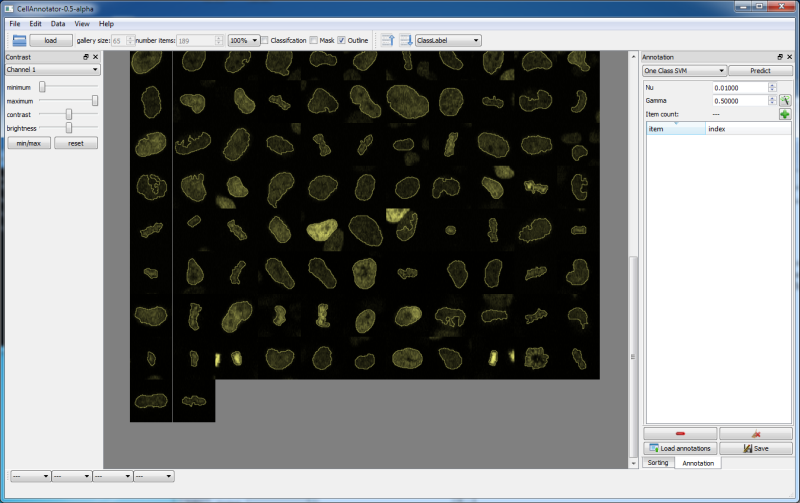 CellAnnotator-0.5-alpha
File Edit Data View Help
load gallery size: 65 number items: 189 100% Classifcation Mask Outline ClassLabel
Contrast
Channel 1
minimum
maximum
contrast
brightness
min/max reset
Annotation
One Class SVM Predict
Nu 0.01000
Gamma 0.50000
Item count: ---
item index
Load annotations Save
Sorting Annotation
--- --- --- ---